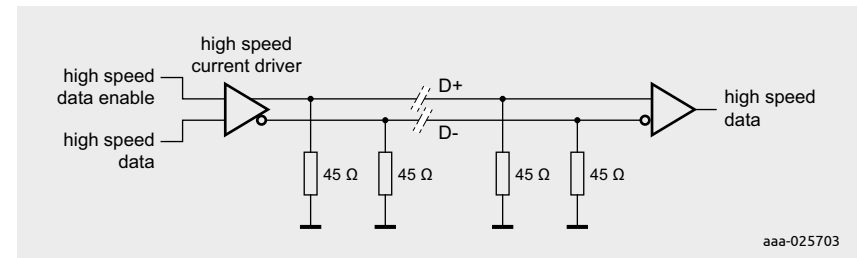 high speed
current driver
high speed
data enable
high speed
data
D+
D-
high speed
data
45 Ω
45 Ω
45 Ω
45 Ω
aaa-025703